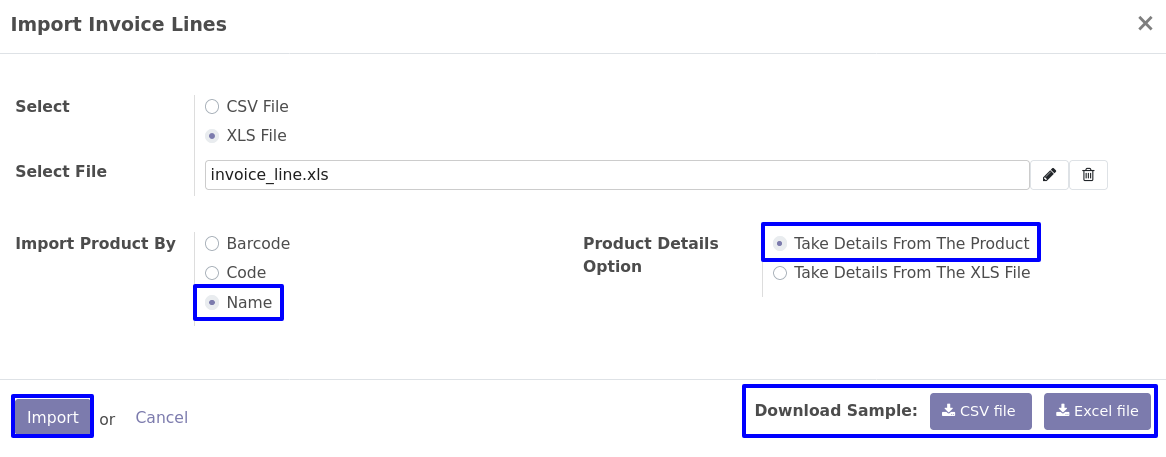 Import Invoice Lines
Select
CSV File
XLS File
Select File
invoice_line.xls
Import Product By
Barcode
Code
Name
Product Details
Option
Take Details From The Product
Take Details From The XLS File
Import or Cancel
Download Sample: CSV file Excel file